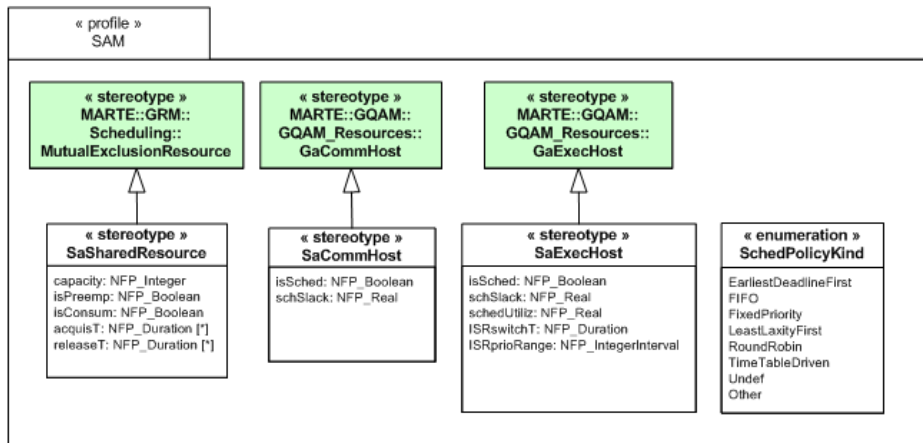 « profile »
SAM
« stereotype »
MARTE::GRM::
Scheduling::
MutualExclusionResource
« stereotype »
MARTE::GQAM::
GQAM_Resources::
GaCommHost
« stereotype »
MARTE::GQAM::
GQAM_Resources::
GaExecHost
« stereotype »
SaSharedResource
capacity: NFP_Integer
isPreemp: NFP_Boolean
isConsum: NFP_Boolean
acquisT: NFP_Duration [*]
releaseT: NFP_Duration [*]
« stereotype »
SaCommHost
isSched: NFP_Boolean
schSlack: NFP_Real
« stereotype »
SaExecHost
isSched: NFP_Boolean
schSlack: NFP_Real
schedUtiliz: NFP_Real
ISRswitchT: NFP_Duration
ISRprioRange: NFP_IntegerInterval
« enumeration »
SchedPolicyKind
EarliestDeadlineFirst
FIFO
FixedPriority
LeastLaxityFirst
RoundRobin
TimeTableDriven
Undef
Other